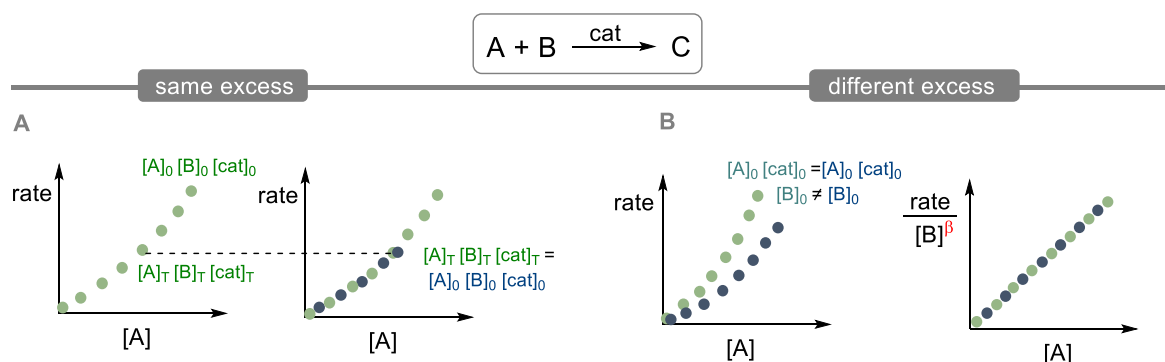 cat
A + B → C
same excess
different excess
A
B
[A]₀ [B]₀ [cat]₀
rate
[A]T [B]T [cat]T
[A]
rate
[A]T [B]T [cat]T =
[A]₀ [B]₀ [cat]₀
[A]
[A]₀ [cat]₀ =[A]₀ [cat]₀
[B]₀ ≠ [B]₀
rate
[A]
rate
[B]β
[A]